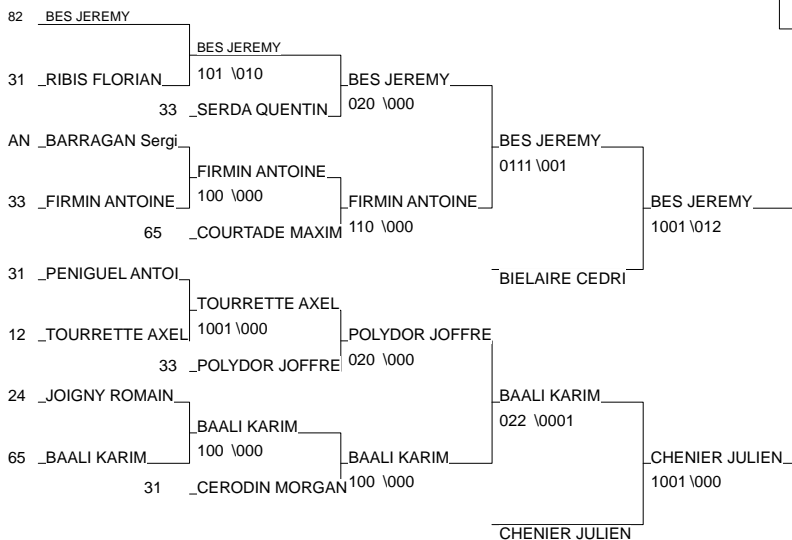 82 BES JEREMY
BES JEREMY
101 \010
31 _RIBIS FLORIAN
BES JEREMY
020 \000
33 _SERDA QUENTIN
AN _BARRAGAN Sergi
BES JEREMY
0111 \001
FIRMIN ANTOINE
100 \000
33 _FIRMIN ANTOINE
FIRMIN ANTOINE
110 \000
BES JEREMY
1001 \012
65 _COURTADE MAXIM
31 _PENIGUEL ANTOI
BIELAIRE CEDRI
TOURRETTE AXEL
1001 \000
12 _TOURRETTE AXEL
POLYDOR JOFFRE
020 \000
33 _POLYDOR JOFFRE
24 _JOIGNY ROMAIN
BAALI KARIM
022 \0001
BAALI KARIM
100 \000
65 _BAALI KARIM
BAALI KARIM
100 \000
CHENIER JULIEN
1001 \000
31 _CERODIN MORGAN
CHENIER JULIEN